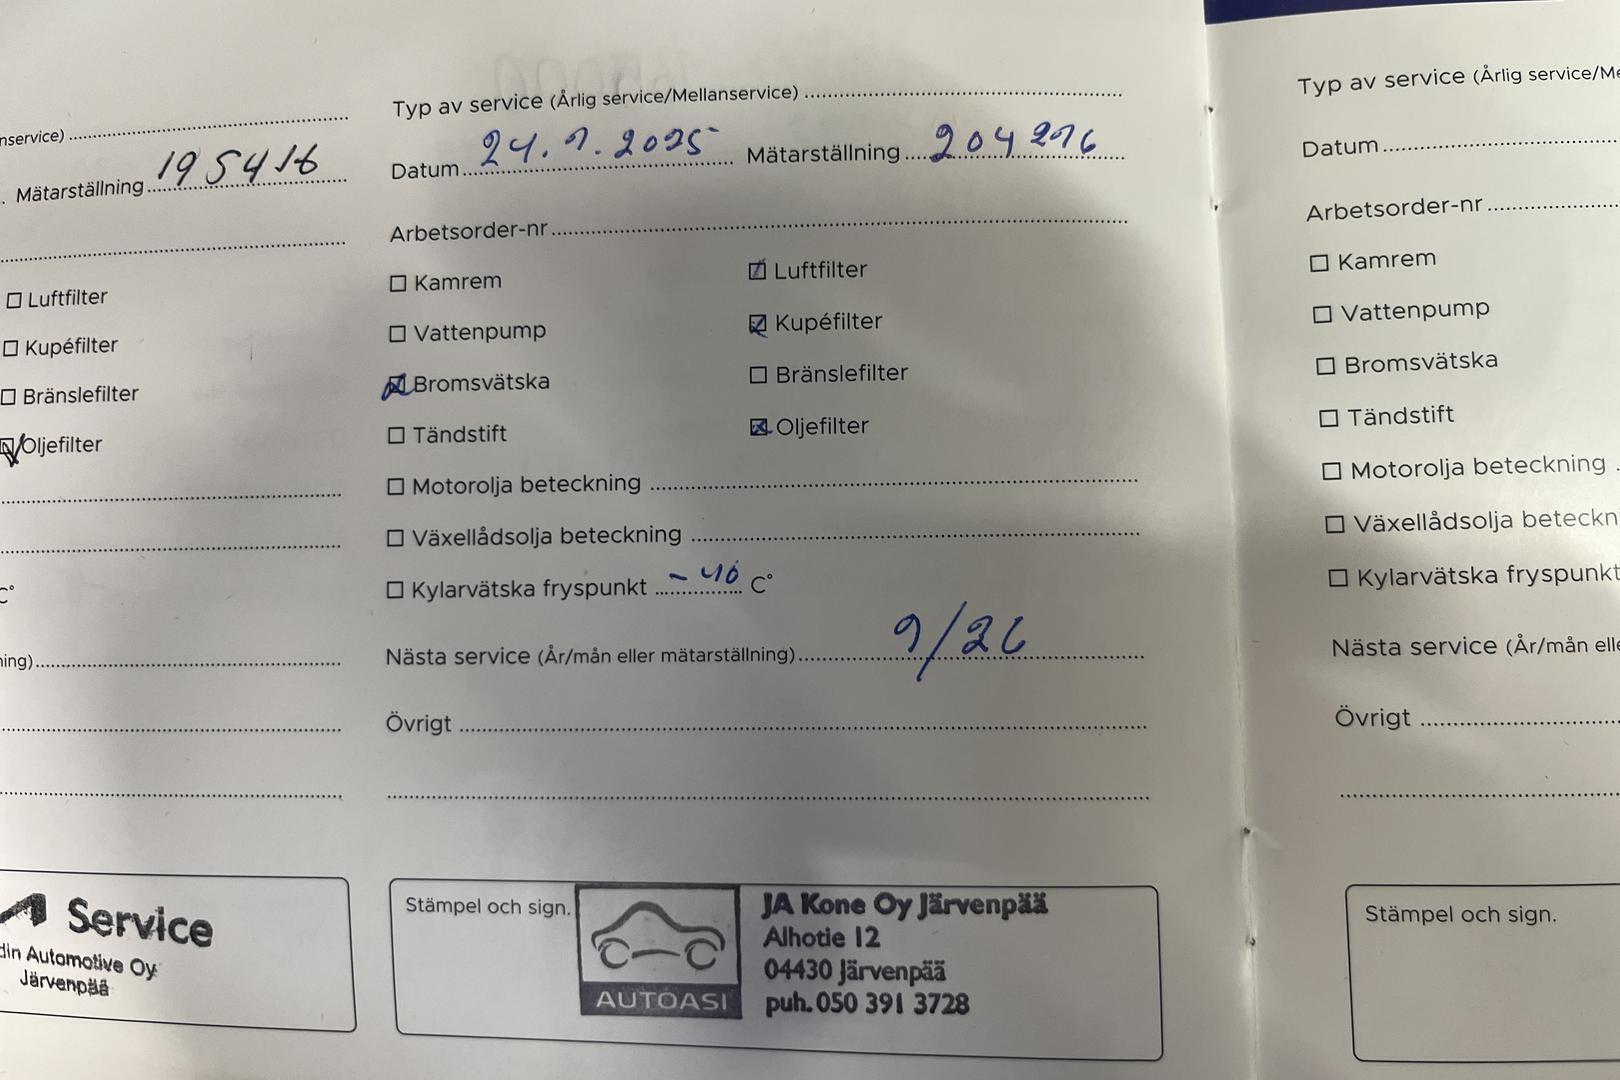 nservice)
Mätarställning 195416
Luftfilter
Kupéfilter
Bränslefilter
Oljefilter
C°
ning)
Service
din Automotive Oy
Järvenpää
Typ av service (Årlig service/Mellanservice)
Datum 24.9.2025 Mätarställning 204276
Arbetsorder-nr
Kamrem
Luftfilter
Vattenpump
Kupéfilter
Bromsvätska
Bränslefilter
Tändstift
Oljefilter
Motorolja beteckning
Växellådsolja beteckning
Kylarvätska fryspunkt -40 C°
Nästa service (År/mån eller mätarställning) 9/26
Övrigt
Stämpel och sign.
AUTOASI
JA Kone Oy Järvenpää
Alhotie 12
04430 Järvenpää
puh. 050 391 3728
Typ av service (Årlig service/Me
Datum
Arbetsorder-nr
Kamrem
Vattenpump
Bromsvätska
Tändstift
Motorolja beteckning
Växellådsolja beteckn
Kylarvätska fryspunkt
Nästa service (År/mån elle
Övrigt
Stämpel och sign.